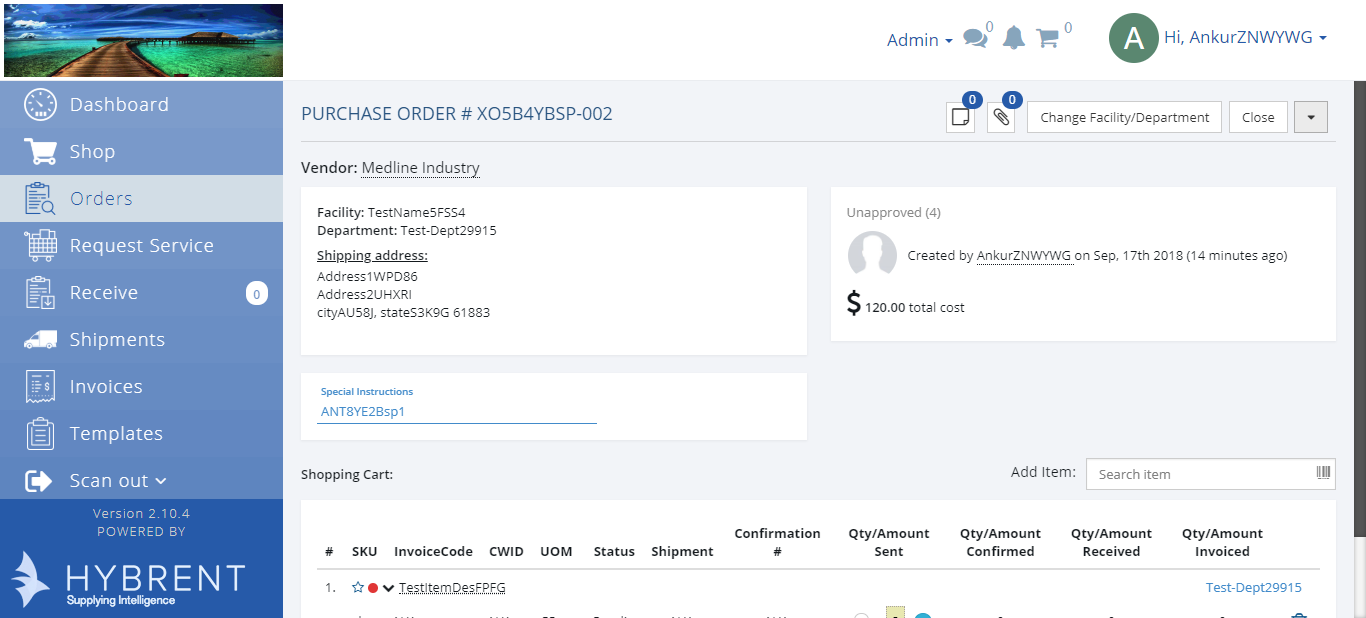 Admin
0
0
A
Hi, AnkurZNWYWG
Dashboard
Shop
Orders
Request Service
Receive
0
Shipments
Invoices
Templates
Scan out
Version 2.10.4
POWERED BY
HYBRENT
Supplying Intelligence
PURCHASE ORDER # XO5B4YBSP-002
0
0
Change Facility/Department
Close
Vendor: Medline Industry
Facility: TestName5FSS4
Department: Test-Dept29915
Shipping address:
Address1WPD86
Address2UHXRI
cityAU58J, stateS3K9G 61883
Unapproved (4)
Created by AnkurZNWYWG on Sep, 17th 2018 (14 minutes ago)
$ 120.00 total cost
Special Instructions
ANT8YE2Bsp1
Shopping Cart:
Add Item:
Search item
# SKU InvoiceCode CWID UOM Status Shipment Confirmation # Qty/Amount Sent Qty/Amount Confirmed Qty/Amount Received Qty/Amount Invoiced
1. TestItemDesFPFG Test-Dept29915